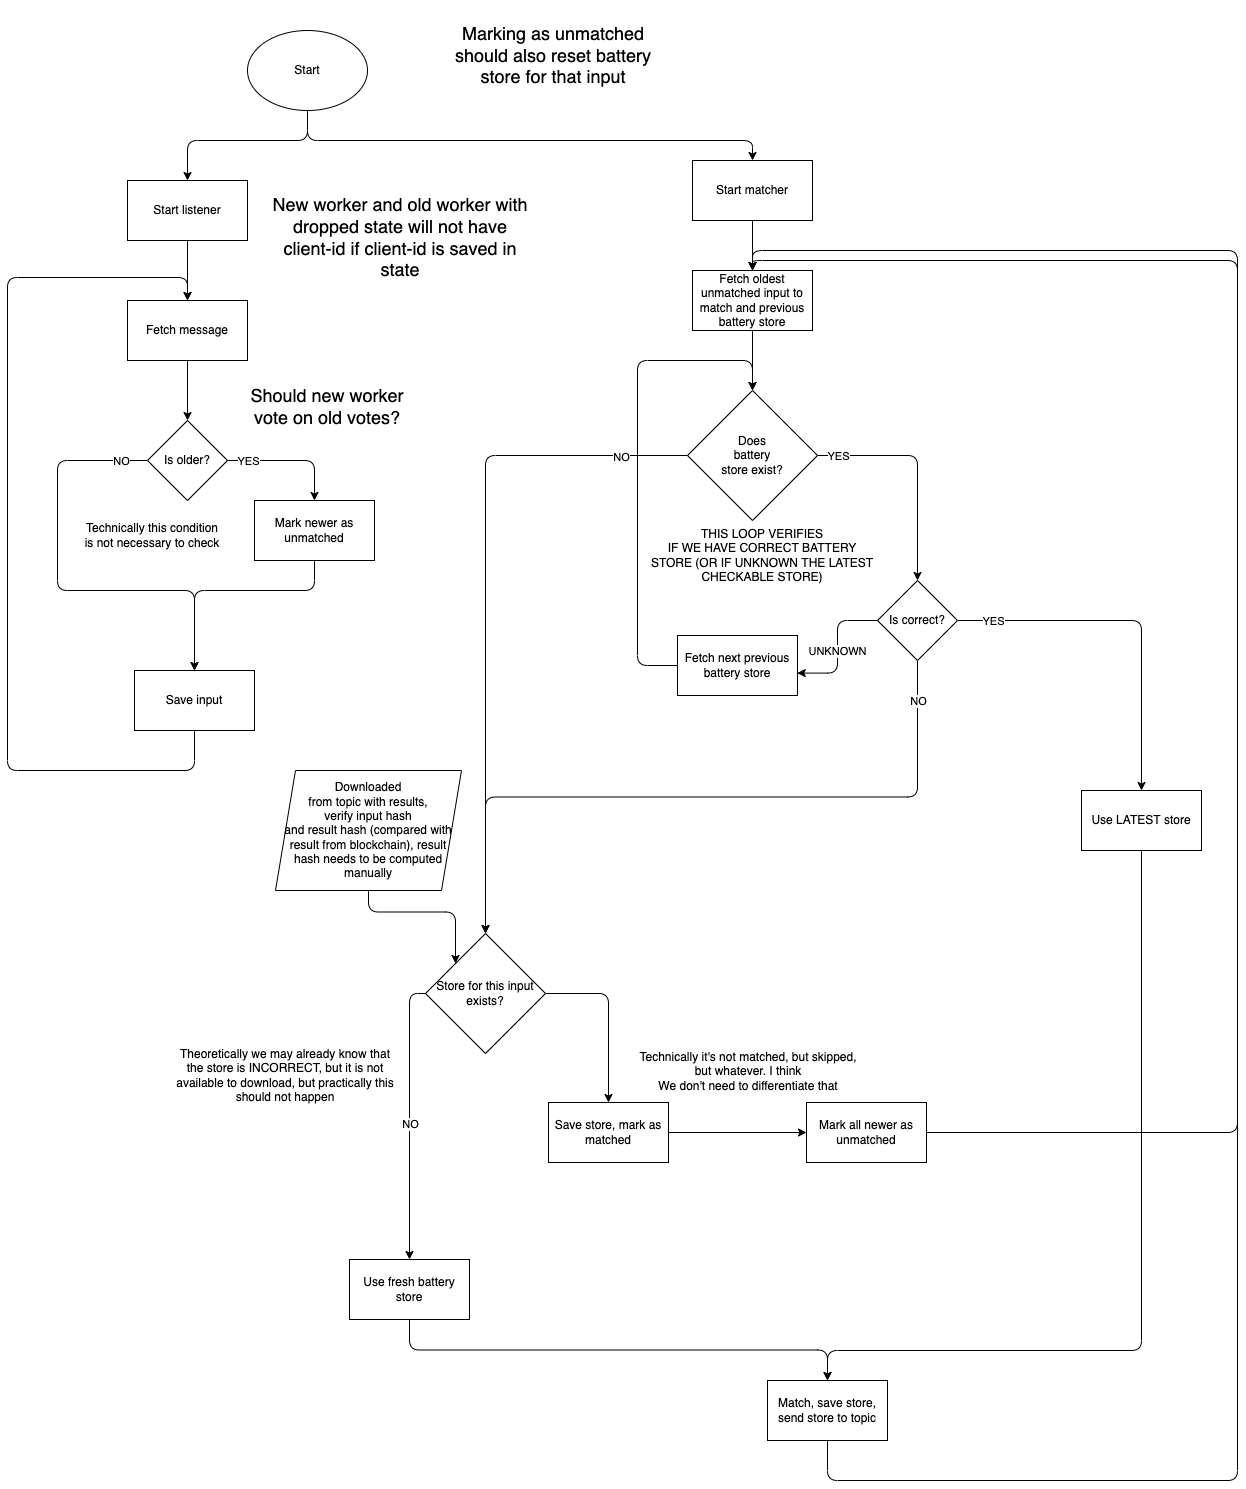 Marking as unmatched
should also reset battery
store for that input
Start
Start listener
Start matcher
New worker and old worker with
dropped state will not have
client-id if client-id is saved in
state
Fetch oldest
unmatched input to
match and previous
battery store
Fetch message
Should new worker
vote on old votes?
Does
battery
store exist?
NO
YES
Is older?
NO
YES
Mark newer as
unmatched
Technically this condition
is not necessary to check
THIS LOOP VERIFIES
IF WE HAVE CORRECT BATTERY
STORE (OR IF UNKNOWN THE LATEST
CHECKABLE STORE)
Is correct?
YES
UNKNOWN
NO
Fetch next previous
battery store
Save input
Downloaded
from topic with results,
verify input hash
and result hash (compared with
result from blockchain), result
hash needs to be computed
manually
Use LATEST store
Store for this input
exists?
Theoretically we may already know that
the store is INCORRECT, but it is not
available to download, but practically this
should not happen
Technically it's not matched, but skipped,
but whatever. I think
We don't need to differentiate that
NO
Save store, mark as
matched
Mark all newer as
unmatched
Use fresh battery
store
Match, save store,
send store to topic